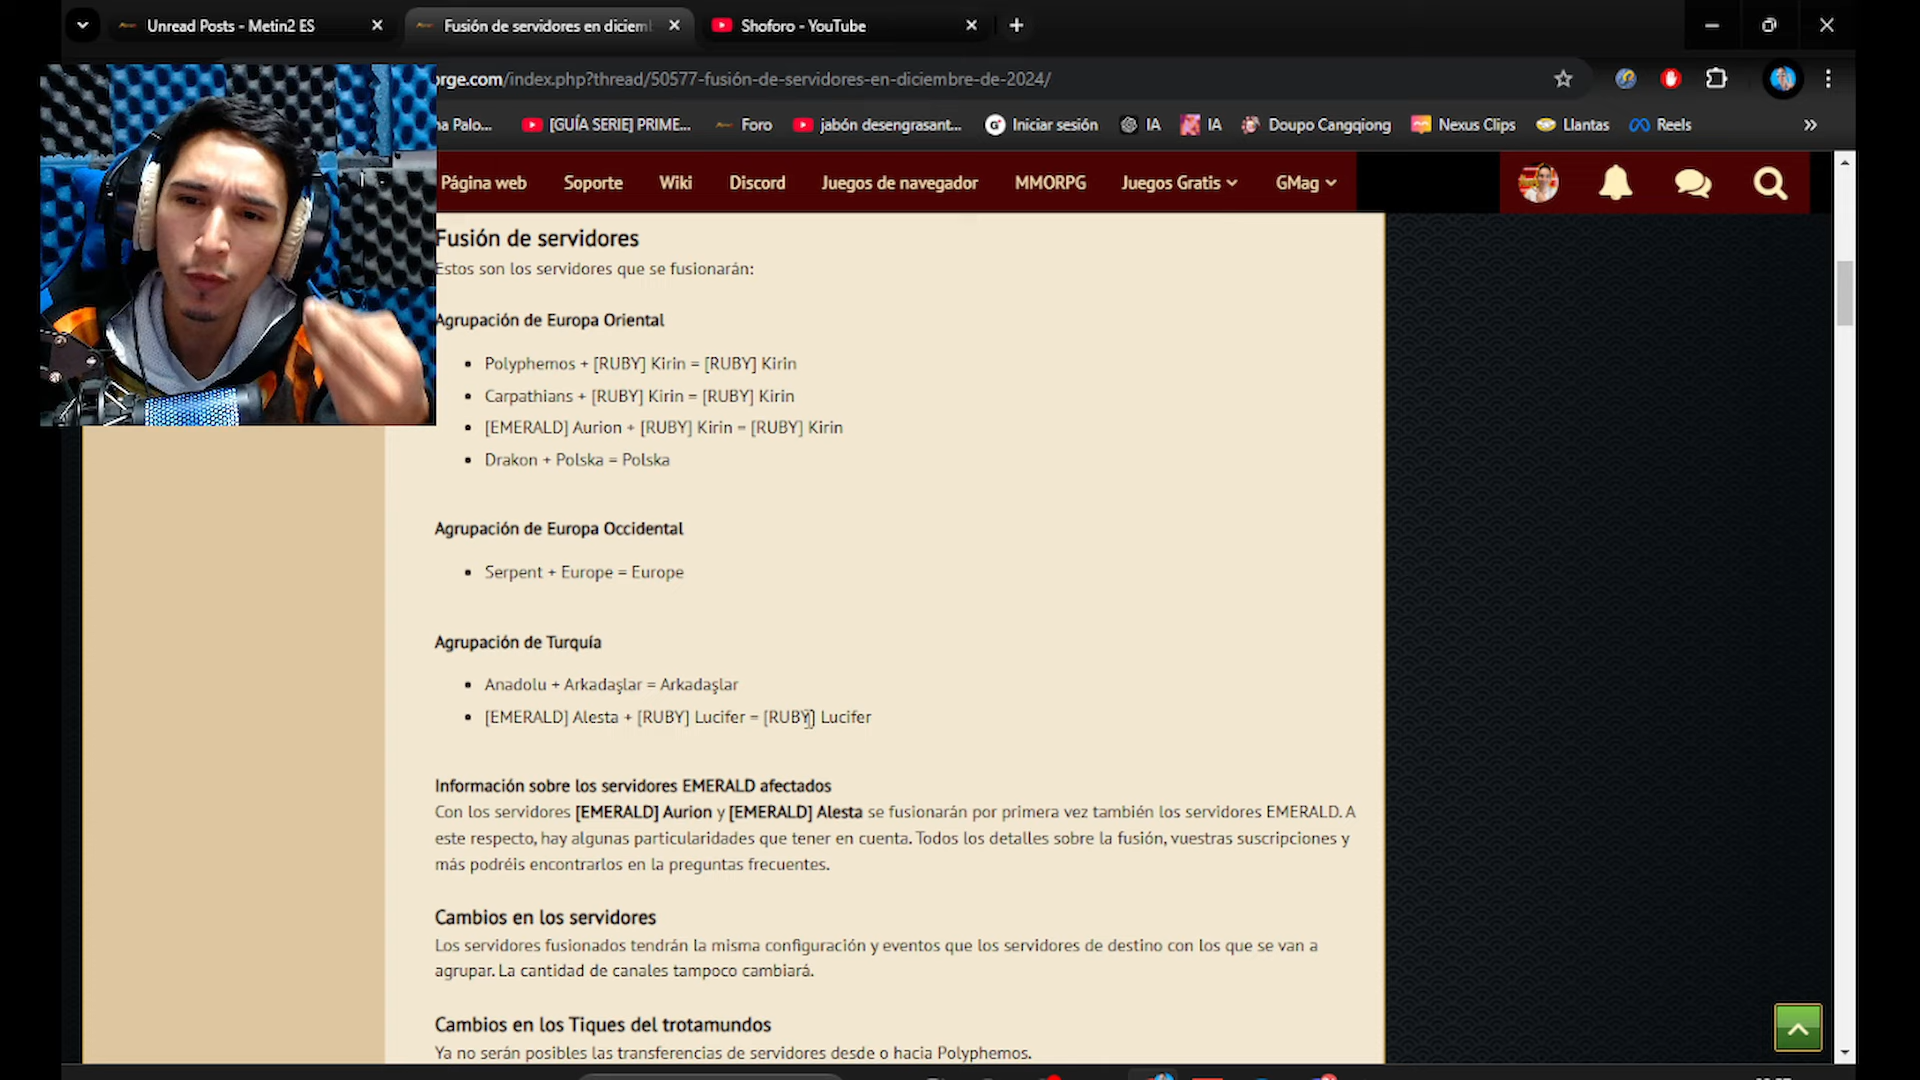 Unread Posts - Metin2 ES
Fusión de servidores en diciem
Shoforo - YouTube
orge.com/index.php?thread/50577-fusión-de-servidores-en-diciembre-de-2024/
na Palo...
[GUÍA SERIE] PRIME...
Foro
jabón desengrasant...
Iniciar sesión
IA
IA
Doupo Cangqiong
Nexus Clips
Llantas
Reels
Página web
Soporte
Wiki
Discord
Juegos de navegador
MMORPG
Juegos Gratis
GMag
Fusión de servidores
Estos son los servidores que se fusionarán:
Agrupación de Europa Oriental
• Polyphemos + [RUBY] Kirin = [RUBY] Kirin
• Carpathians + [RUBY] Kirin = [RUBY] Kirin
• [EMERALD] Aurion + [RUBY] Kirin = [RUBY] Kirin
• Drakon + Polska = Polska
Agrupación de Europa Occidental
• Serpent + Europe = Europe
Agrupación de Turquía
• Anadolu + Arkadaşlar = Arkadaşlar
• [EMERALD] Alesta + [RUBY] Lucifer = [RUBY] Lucifer
Información sobre los servidores EMERALD afectados
Con los servidores [EMERALD] Aurion y [EMERALD] Alesta se fusionarán por primera vez también los servidores EMERALD. A
este respecto, hay algunas particularidades que tener en cuenta. Todos los detalles sobre la fusión, vuestras suscripciones y
más podréis encontrarlos en la preguntas frecuentes.
Cambios en los servidores
Los servidores fusionados tendrán la misma configuración y eventos que los servidores de destino con los que se van a
agrupar. La cantidad de canales tampoco cambiará.
Cambios en los Tiques del trotamundos
Ya no serán posibles las transferencias de servidores desde o hacia Polyphemos.